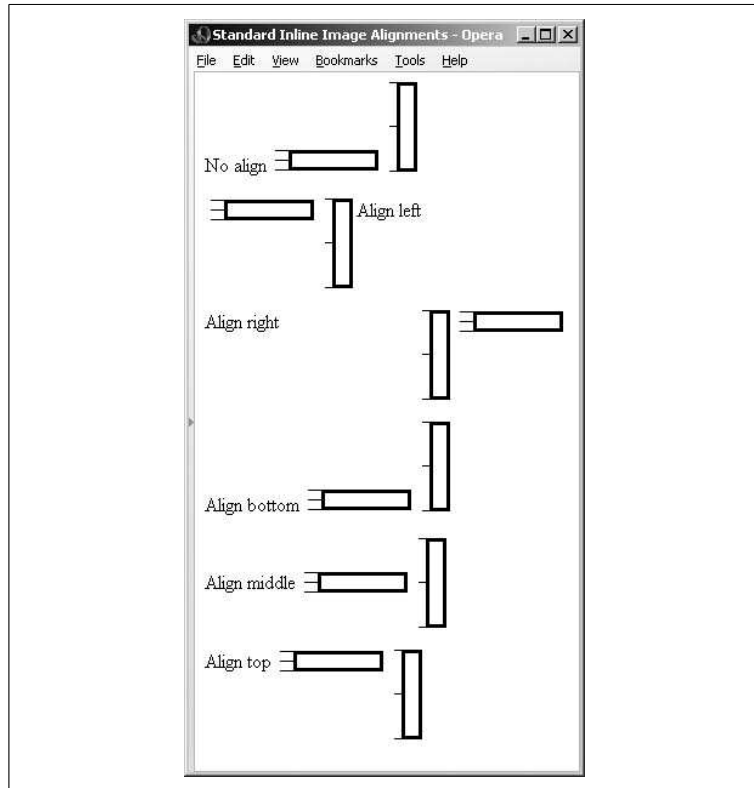 Standard Inline Image Alignments - Opera
File Edit View Bookmarks Tools Help
No align
Align left
Align right
Align bottom
Align middle
Align top